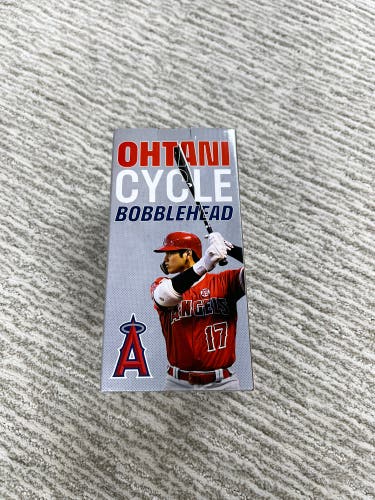 OHTANI
CYCLE
BOBBLEHEAD
ANGELS
17
A